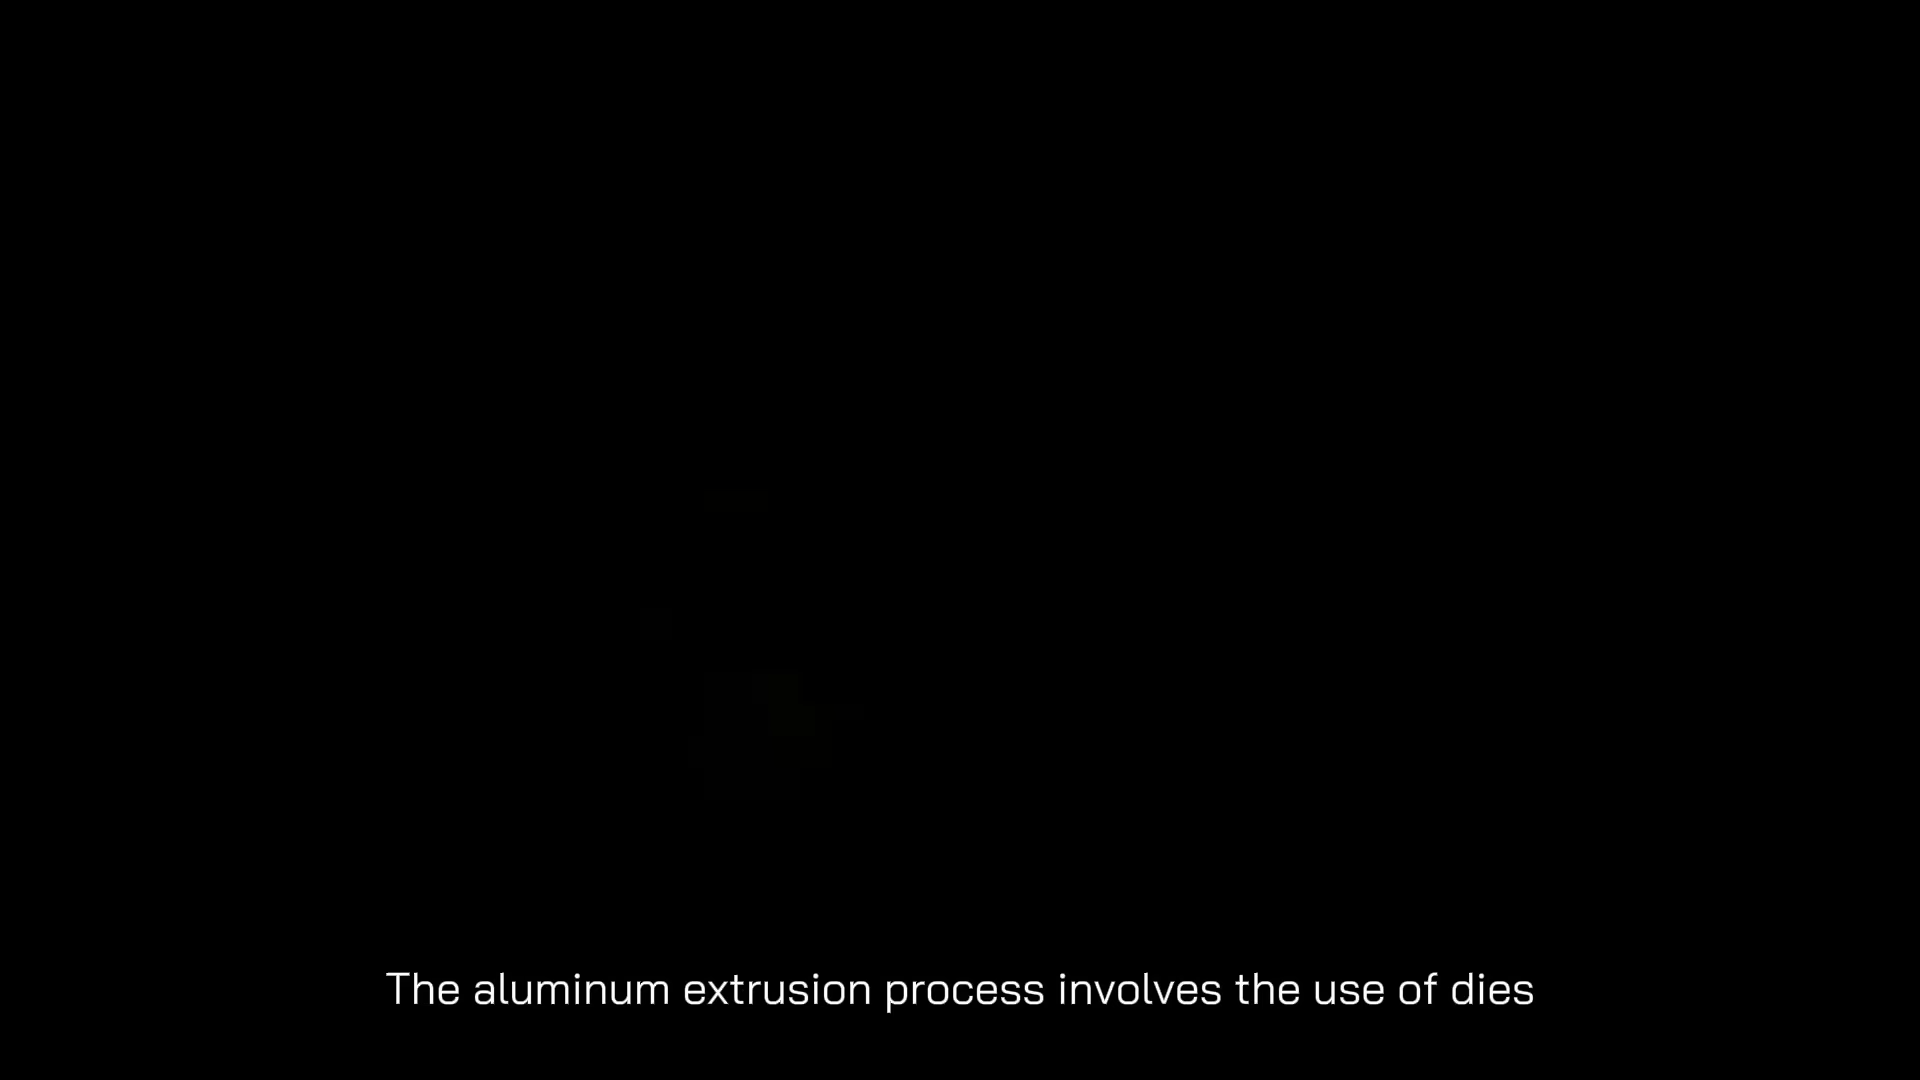 The aluminum extrusion process involves the use of dies